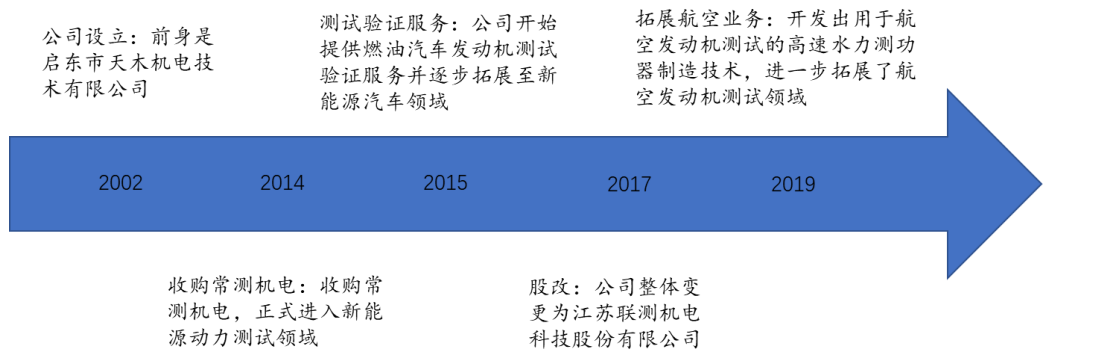 公司设立：前身是
启东市天木机电技
术有限公司
测试验证服务：公司开始
提供燃油汽车发动机测试
验证服务并逐步拓展至新
能源汽车领域
拓展航空业务：开发出用于航
空发动机测试的高速水力测功
器制造技术，进一步拓展了航
空发动机测试领域
2002
2014
2015
2017
2019
收购常测机电：收购常
测机电，正式进入新能
源动力测试领域
股改：公司整体变
更为江苏联测机电
科技股份有限公司